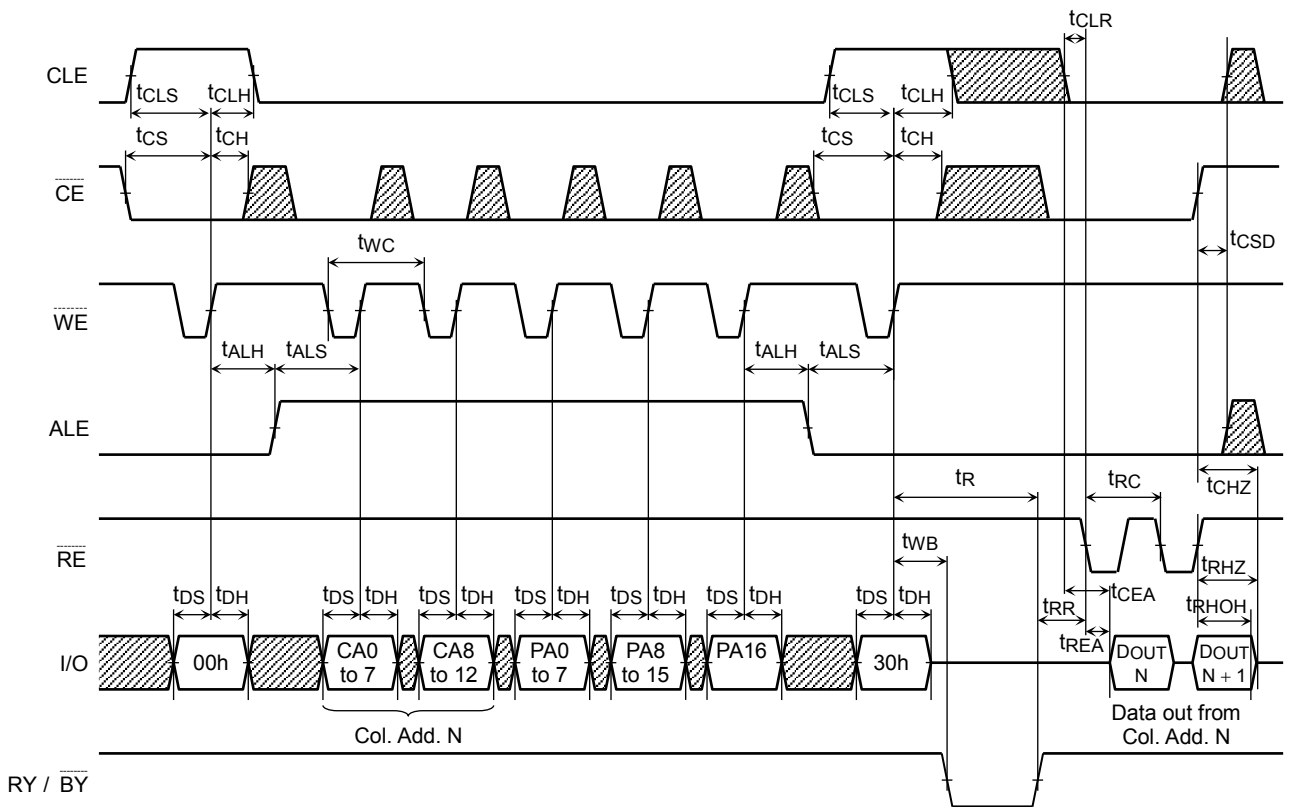 tCLR
CLE
tCLS tCLH tCLS tCLH
tCS tCH tCS tCH
CE
tWC tCSD
WE
tALH tALS tALH tALS
ALE
tR tRC tCHZ
RE
tWB tRHZ
tDS tDH tDS tDH tDS tDH tDS tDH tDS tDH tDS tDH tDS tDH tRR tCEA tRHOH
tREA
I/O 00h CA0 to 7 CA8 to 12 PA0 to 7 PA8 to 15 PA16 30h DOUT N DOUT N + 1
Col. Add. N
Data out from
Col. Add. N
RY / BY